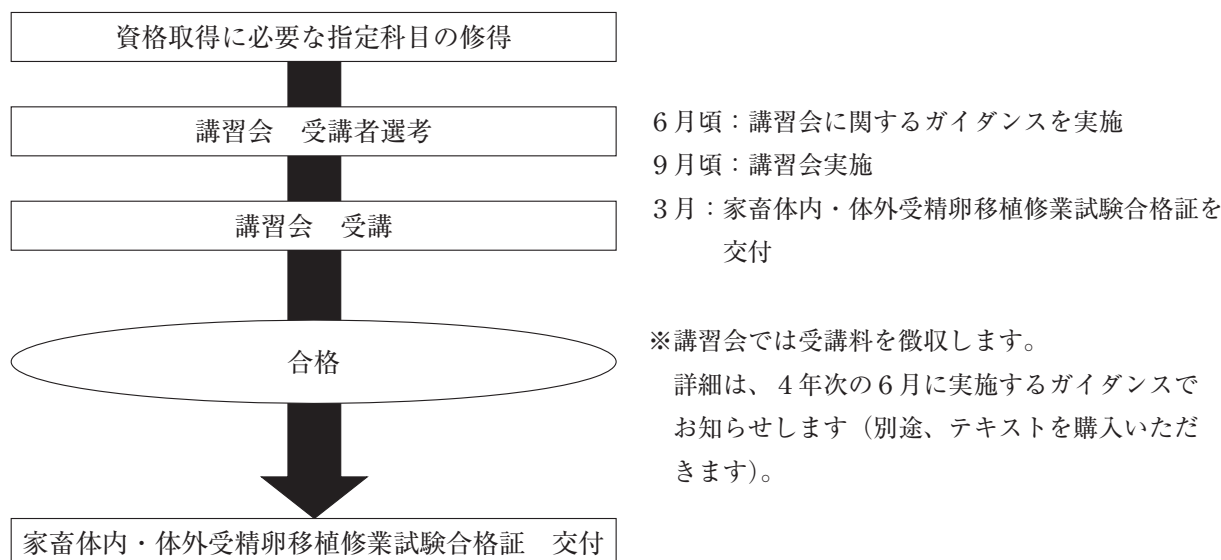 資格取得に必要な指定科目の修得
講習会　受講者選考
講習会　受講
合格
家畜体内・体外受精卵移植修業試験合格証　交付
６月頃：講習会に関するガイダンスを実施
９月頃：講習会実施
３月：家畜体内・体外受精卵移植修業試験合格証を
交付
※講習会では受講料を徴収します。
詳細は、４年次の６月に実施するガイダンスで
お知らせします（別途、テキストを購入いただ
きます）。